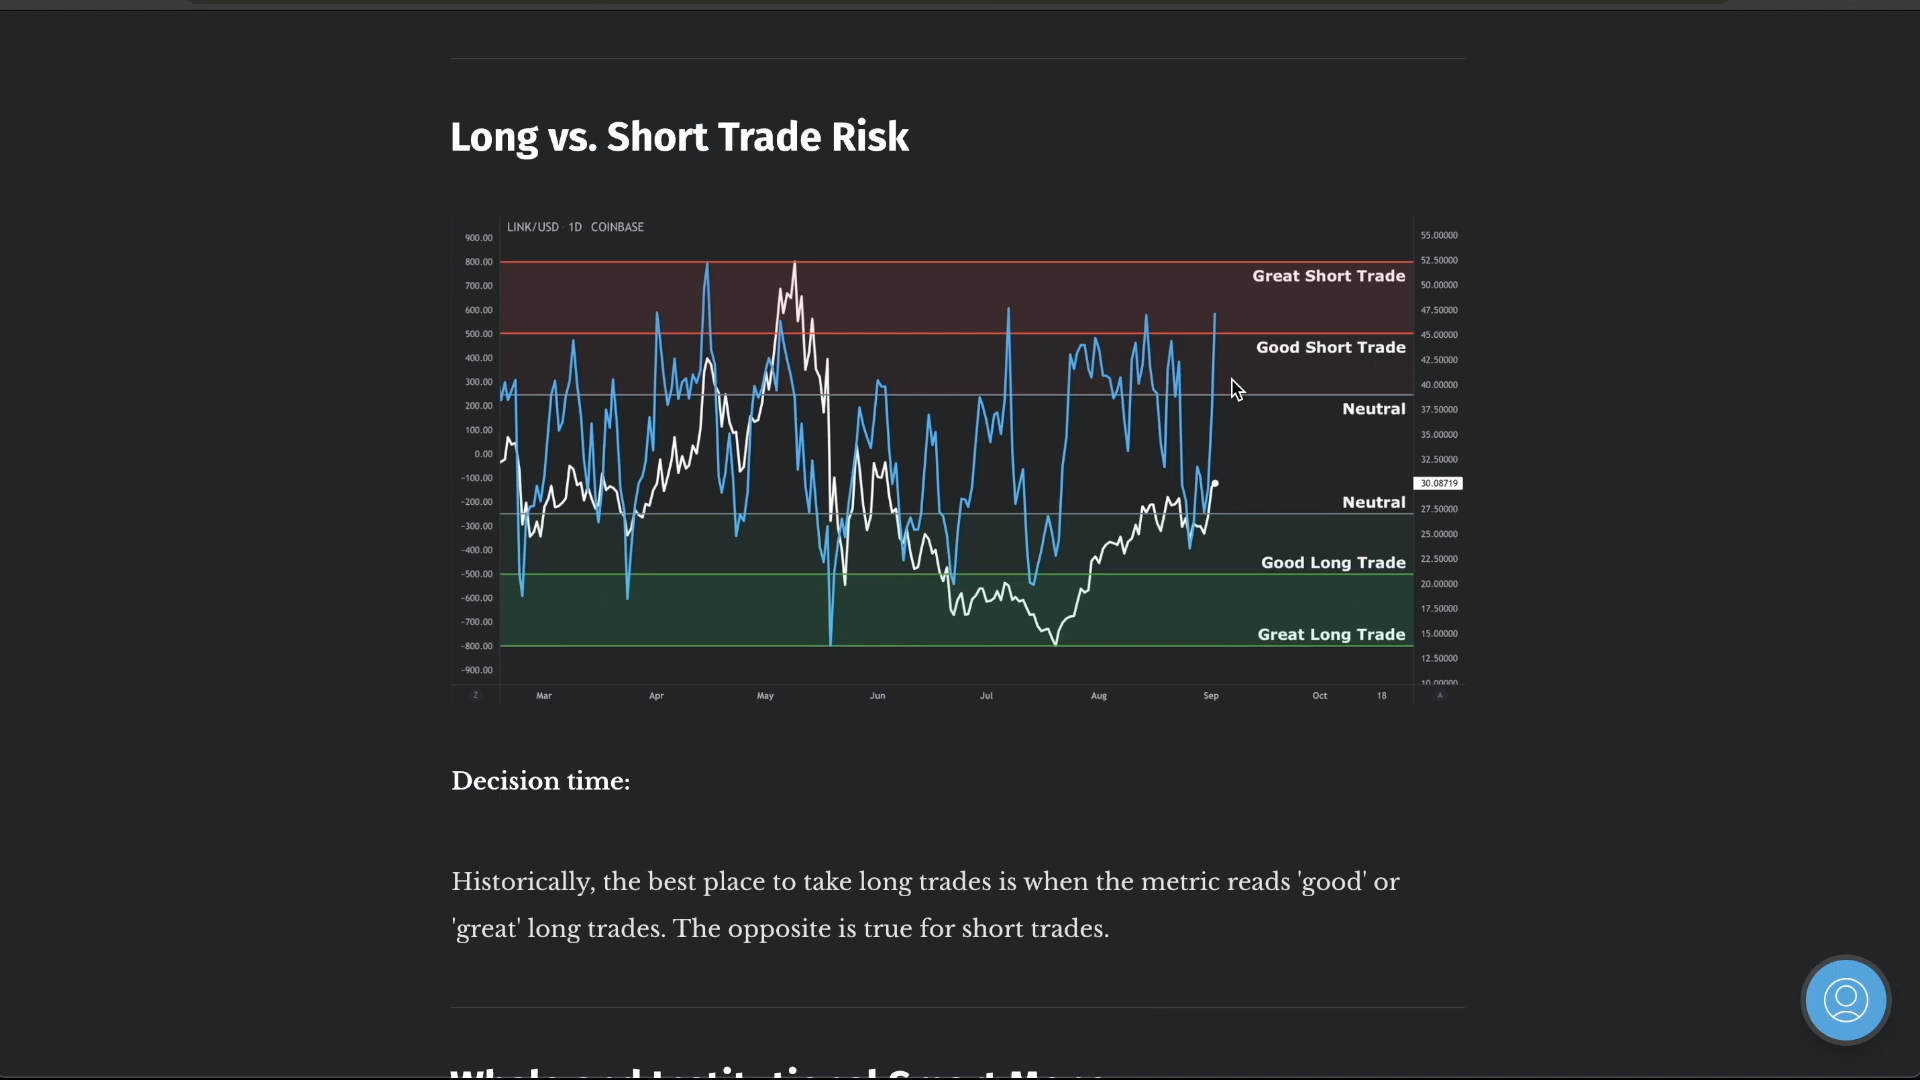 Long vs. Short Trade Risk
LINK/USD · 1D · COINBASE
900.00
800.00
700.00
600.00
500.00
400.00
300.00
200.00
100.00
0.00
-100.00
-200.00
-300.00
-400.00
-500.00
-600.00
-700.00
-800.00
-900.00
Great Short Trade
Good Short Trade
Neutral
Neutral
Good Long Trade
Great Long Trade
55.00000
52.50000
50.00000
47.50000
45.00000
42.50000
40.00000
37.50000
35.00000
32.50000
30.08719
27.50000
25.00000
22.50000
20.00000
17.50000
15.00000
12.50000
10.00000
Z Mar Apr May Jun Jul Aug Sep Oct 18 A
Decision time:
Historically, the best place to take long trades is when the metric reads 'good' or
'great' long trades. The opposite is true for short trades.
Whale and Institutional Smart Mone